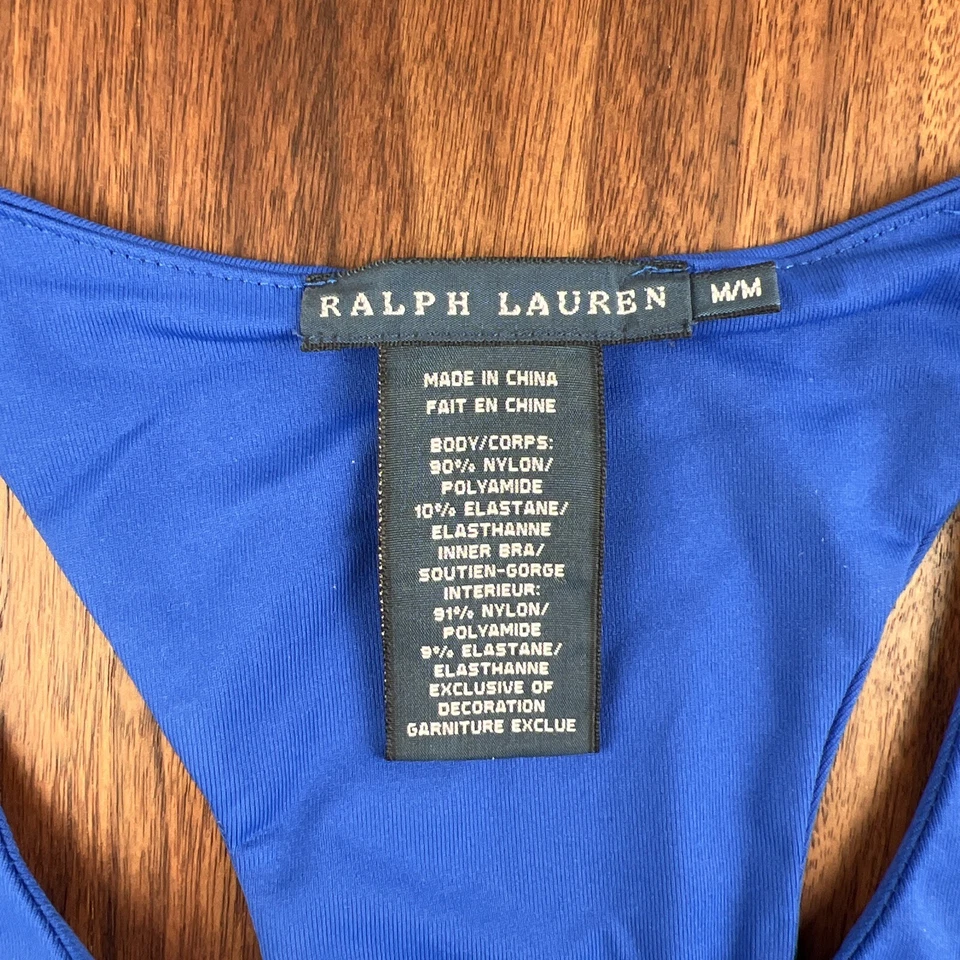 RALPH LAUREN
M/M
MADE IN CHINA
FAIT EN CHINE
BODY/CORPS:
90% NYLON/
POLYAMIDE
10% ELASTANE/
ELASTHANNE
INNER BRA/
SOUTIEN-GORGE
INTERIEUR:
91% NYLON/
POLYAMIDE
9% ELASTANE/
ELASTHANNE
EXCLUSIVE OF
DECORATION
GARNITURE EXCLUE